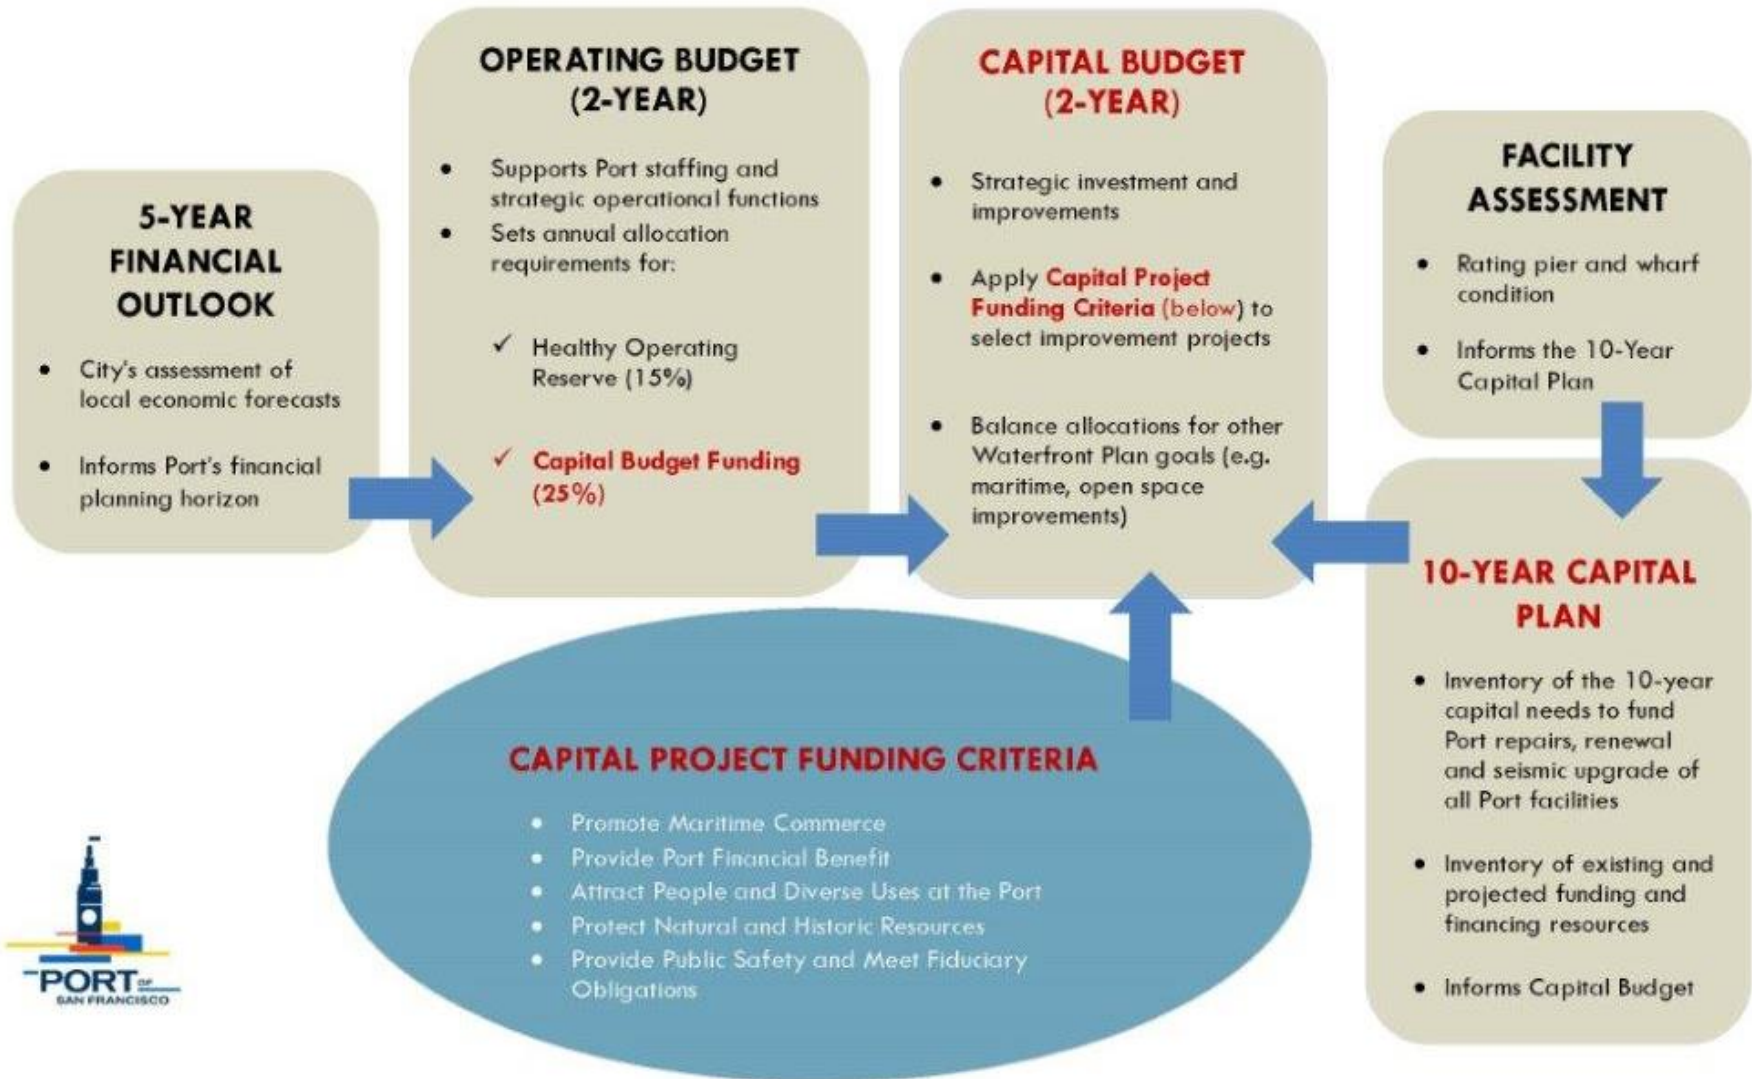 5-YEAR
FINANCIAL
OUTLOOK
• City's assessment of
local economic forecasts
• Informs Port's financial
planning horizon
OPERATING BUDGET
(2-YEAR)
• Supports Port staffing and
strategic operational functions
• Sets annual allocation
requirements for:
✓ Healthy Operating
Reserve (15%)
✓ Capital Budget Funding
(25%)
CAPITAL BUDGET
(2-YEAR)
• Strategic investment and
improvements
• Apply Capital Project
Funding Criteria (below) to
select improvement projects
• Balance allocations for other
Waterfront Plan goals (e.g.
maritime, open space
improvements)
FACILITY
ASSESSMENT
• Rating pier and wharf
condition
• Informs the 10-Year
Capital Plan
10-YEAR CAPITAL
PLAN
• Inventory of the 10-year
capital needs to fund
Port repairs, renewal
and seismic upgrade of
all Port facilities
• Inventory of existing and
projected funding and
financing resources
• Informs Capital Budget
CAPITAL PROJECT FUNDING CRITERIA
• Promote Maritime Commerce
• Provide Port Financial Benefit
• Attract People and Diverse Uses at the Port
• Protect Natural and Historic Resources
• Provide Public Safety and Meet Fiduciary
Obligations
PORT OF
SAN FRANCISCO